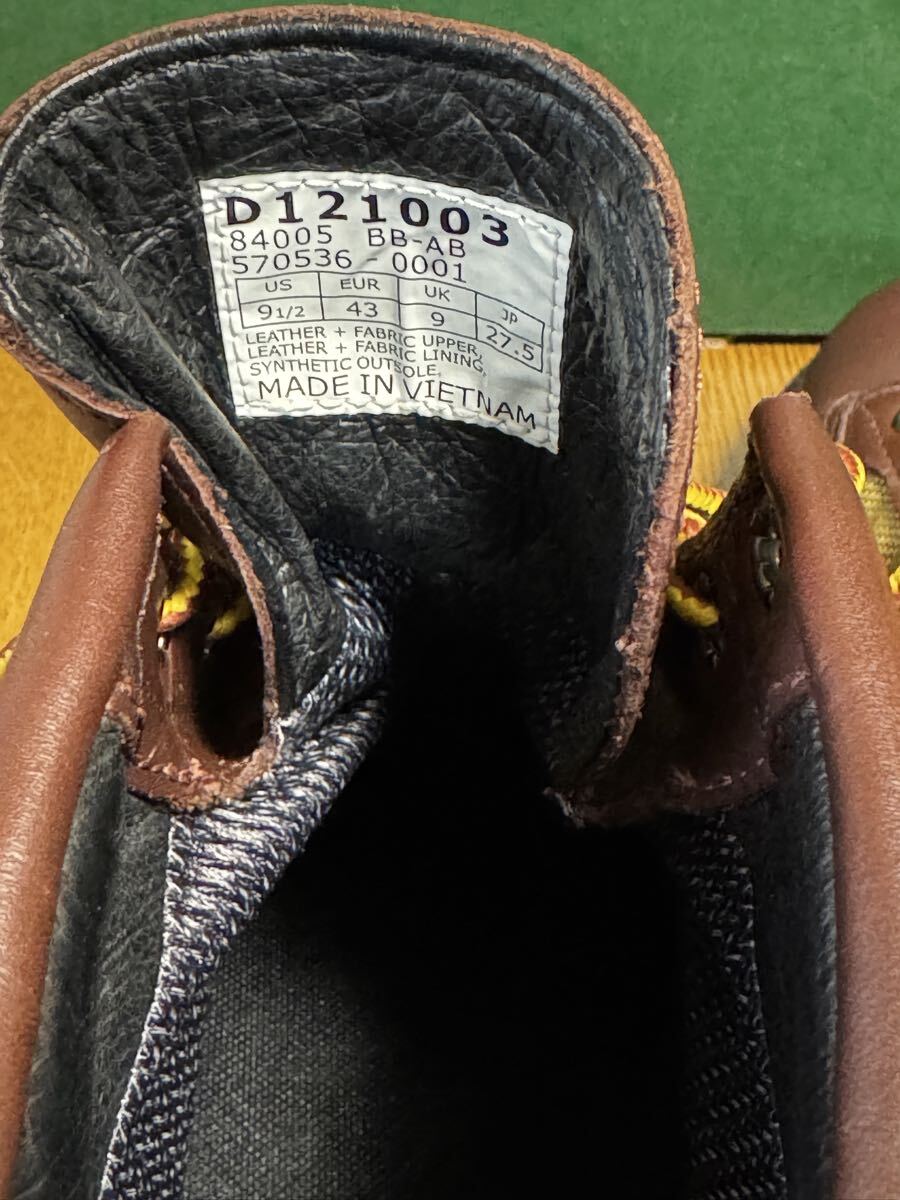 D121003
84005 BB-AB
570536-0001
US EUR UK JP
9 1/2 43 9 27.5
LEATHER + FABRIC UPPER,
LEATHER + FABRIC LINING,
SYNTHETIC OUTSOLE,
MADE IN VIETNAM